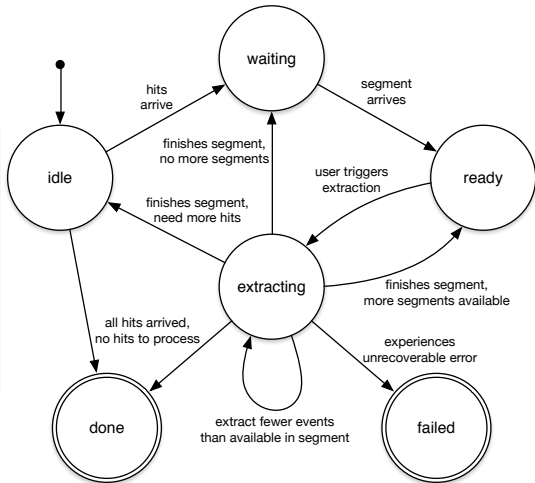 waiting
hits
arrive
segment
arrives
finishes segment,
no more segments
idle
user triggers
extraction
ready
finishes segment,
need more hits
extracting
finishes segment,
more segments available
all hits arrived,
no hits to process
experiences
unrecoverable error
done
extract fewer events
than available in segment
failed